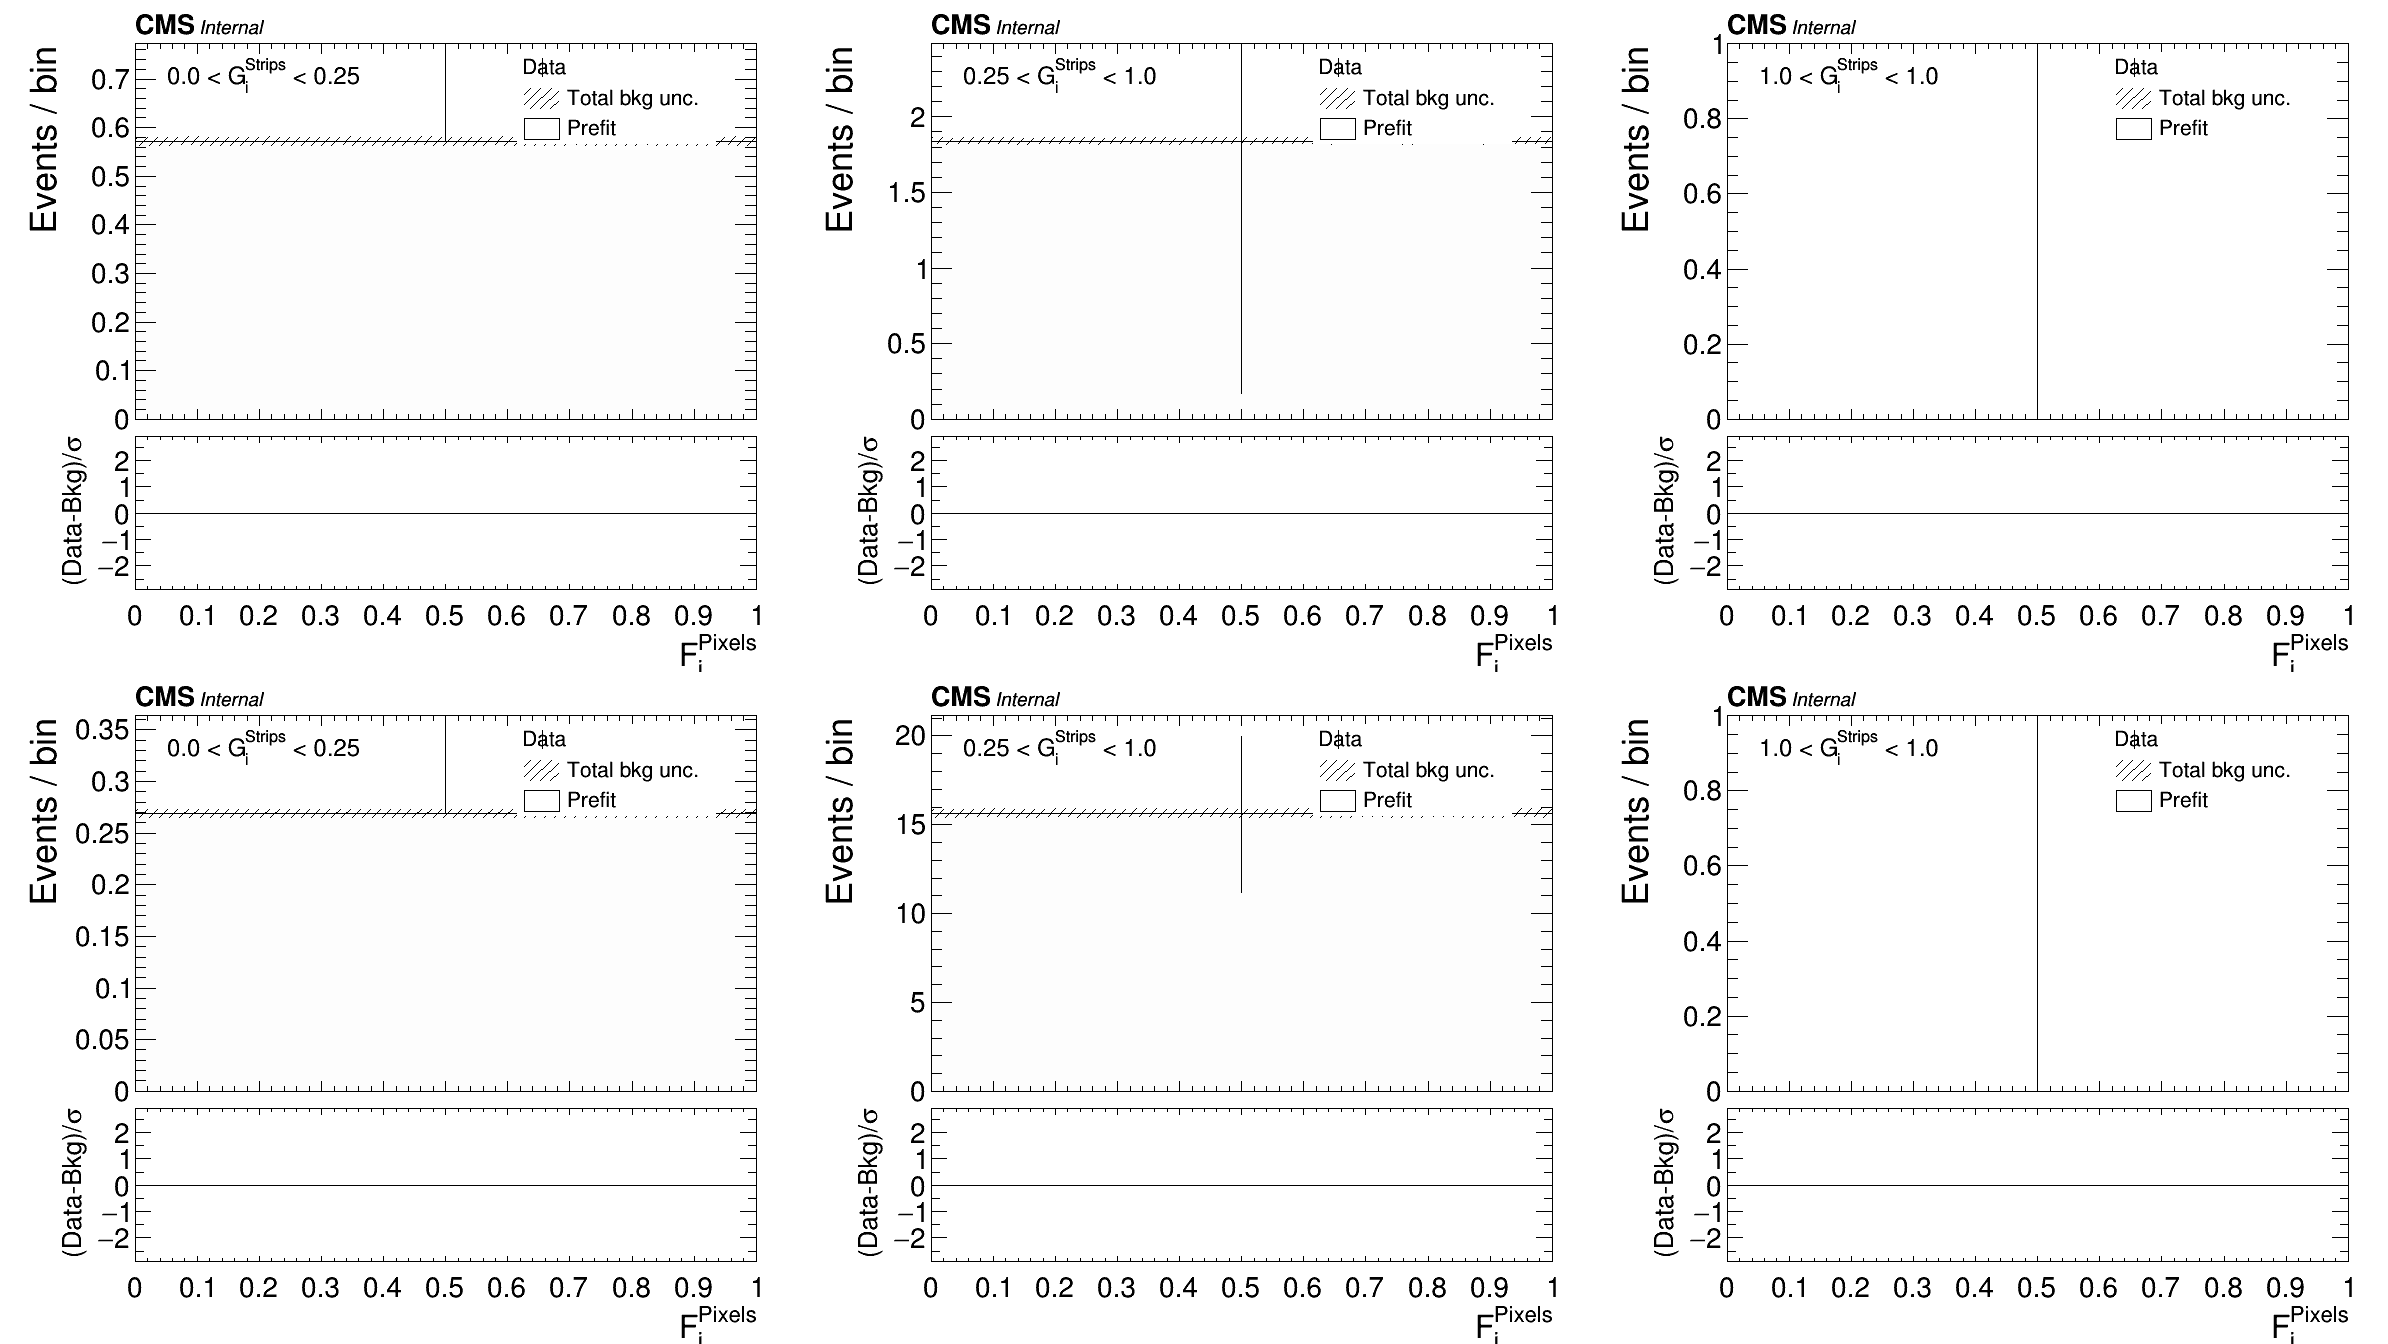 CMS Internal
Events / bin
0.0 < G_i^Strips < 0.25
Data
Total bkg unc.
Prefit
0.7
0.6
0.5
0.4
0.3
0.2
0.1
0
(Data-Bkg)/σ
2
1
0
−1
−2
0 0.1 0.2 0.3 0.4 0.5 0.6 0.7 0.8 0.9 1
F_i^Pixels
CMS Internal
Events / bin
0.25 < G_i^Strips < 1.0
Data
Total bkg unc.
Prefit
2
1.5
1
0.5
0
(Data-Bkg)/σ
2
1
0
−1
−2
0 0.1 0.2 0.3 0.4 0.5 0.6 0.7 0.8 0.9 1
F_i^Pixels
CMS Internal
Events / bin
1.0 < G_i^Strips < 1.0
Data
Total bkg unc.
Prefit
1
0.8
0.6
0.4
0.2
0
(Data-Bkg)/σ
2
1
0
−1
−2
0 0.1 0.2 0.3 0.4 0.5 0.6 0.7 0.8 0.9 1
F_i^Pixels
CMS Internal
Events / bin
0.0 < G_i^Strips < 0.25
Data
Total bkg unc.
Prefit
0.35
0.3
0.25
0.2
0.15
0.1
0.05
0
(Data-Bkg)/σ
2
1
0
−1
−2
0 0.1 0.2 0.3 0.4 0.5 0.6 0.7 0.8 0.9 1
F_i^Pixels
CMS Internal
Events / bin
0.25 < G_i^Strips < 1.0
Data
Total bkg unc.
Prefit
20
15
10
5
0
(Data-Bkg)/σ
2
1
0
−1
−2
0 0.1 0.2 0.3 0.4 0.5 0.6 0.7 0.8 0.9 1
F_i^Pixels
CMS Internal
Events / bin
1.0 < G_i^Strips < 1.0
Data
Total bkg unc.
Prefit
1
0.8
0.6
0.4
0.2
0
(Data-Bkg)/σ
2
1
0
−1
−2
0 0.1 0.2 0.3 0.4 0.5 0.6 0.7 0.8 0.9 1
F_i^Pixels